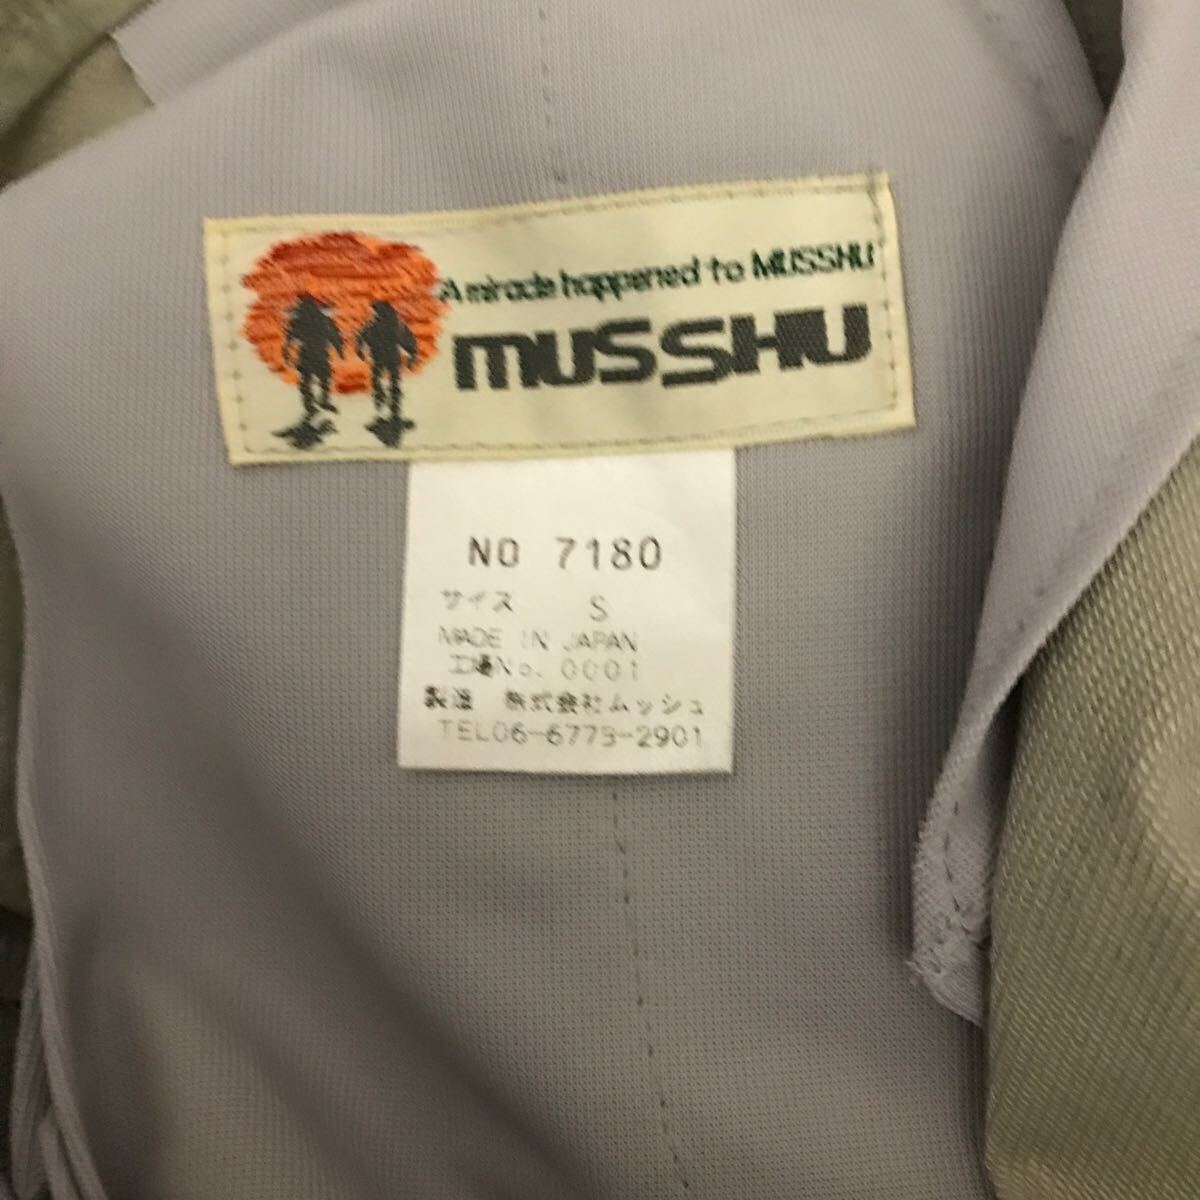 A miracle happened to MUSSHU
MUSSHU
NO 7180
サイズ S
MADE IN JAPAN
工場No. 0001
製造 株式会社ムッシュ
TEL06-6773-2901